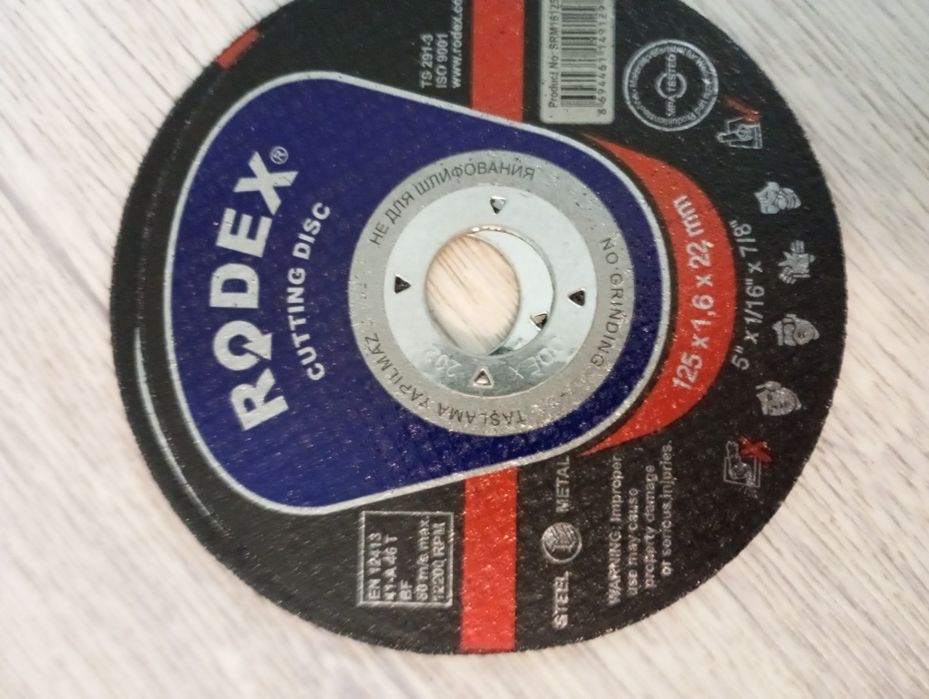 RODEX®
CUTTING DISC
TS 291-3
ISO 9001
НЕ ДЛЯ ШЛИФОВАНИЯ
NO GRINDING
TAŞLAMA YAPILMAZ
125 x 1,6 x 22 mm
5" x 1/16" x 7/8"
EN 12413
41-A 46 T
BF
80 m/s max.
12200 RPM
STEEL
METAL
WARNING: Improper
use may cause
property damage
or serious injuries.